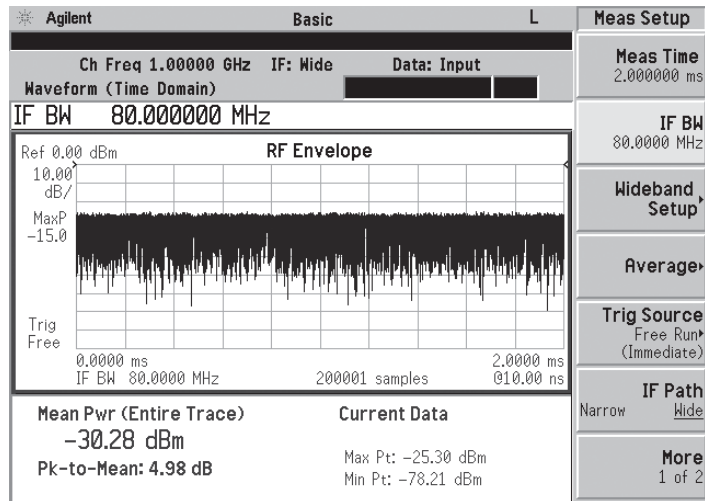 Agilent Basic L
Ch Freq 1.00000 GHz IF: Wide Data: Input
Waveform (Time Domain)
IF BW 80.000000 MHz
Ref 0.00 dBm RF Envelope
10.00
dB/
MaxP
-15.0
Trig
Free
0.0000 ms 2.0000 ms
IF BW 80.0000 MHz 200001 samples @10.00 ns
Mean Pwr (Entire Trace)
-30.28 dBm
Pk-to-Mean: 4.98 dB
Current Data
Max Pt: -25.30 dBm
Min Pt: -78.21 dBm
Meas Setup
Meas Time
2.000000 ms
IF BW
80.0000 MHz
Wideband
Setup
Average
Trig Source
Free Run
(Immediate)
IF Path
Narrow Wide
More
1 of 2